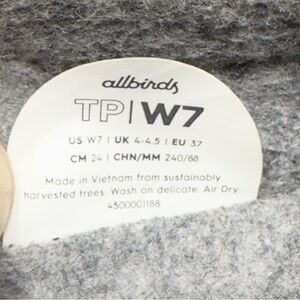 allbirds
TP|W7
US W7 | UK 4-4.5 | EU 37
CM 24 | CHN/MM 240/88
Made in Vietnam from sustainably
harvested trees. Wash on delicate. Air Dry.
4500001188